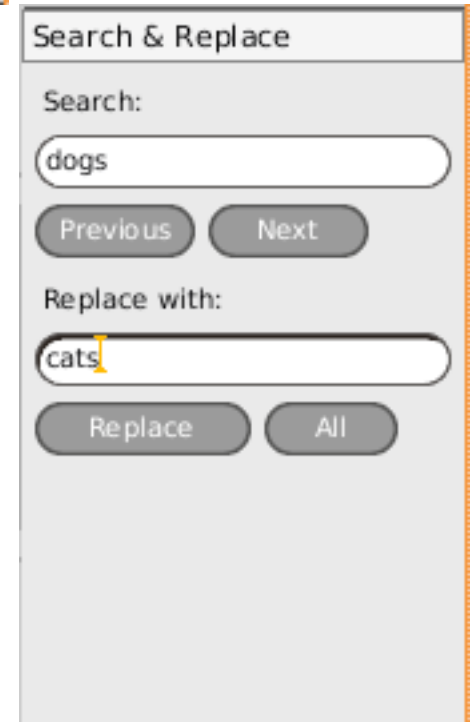 Search & Replace
Search:
dogs
Previous Next
Replace with:
cats
Replace All